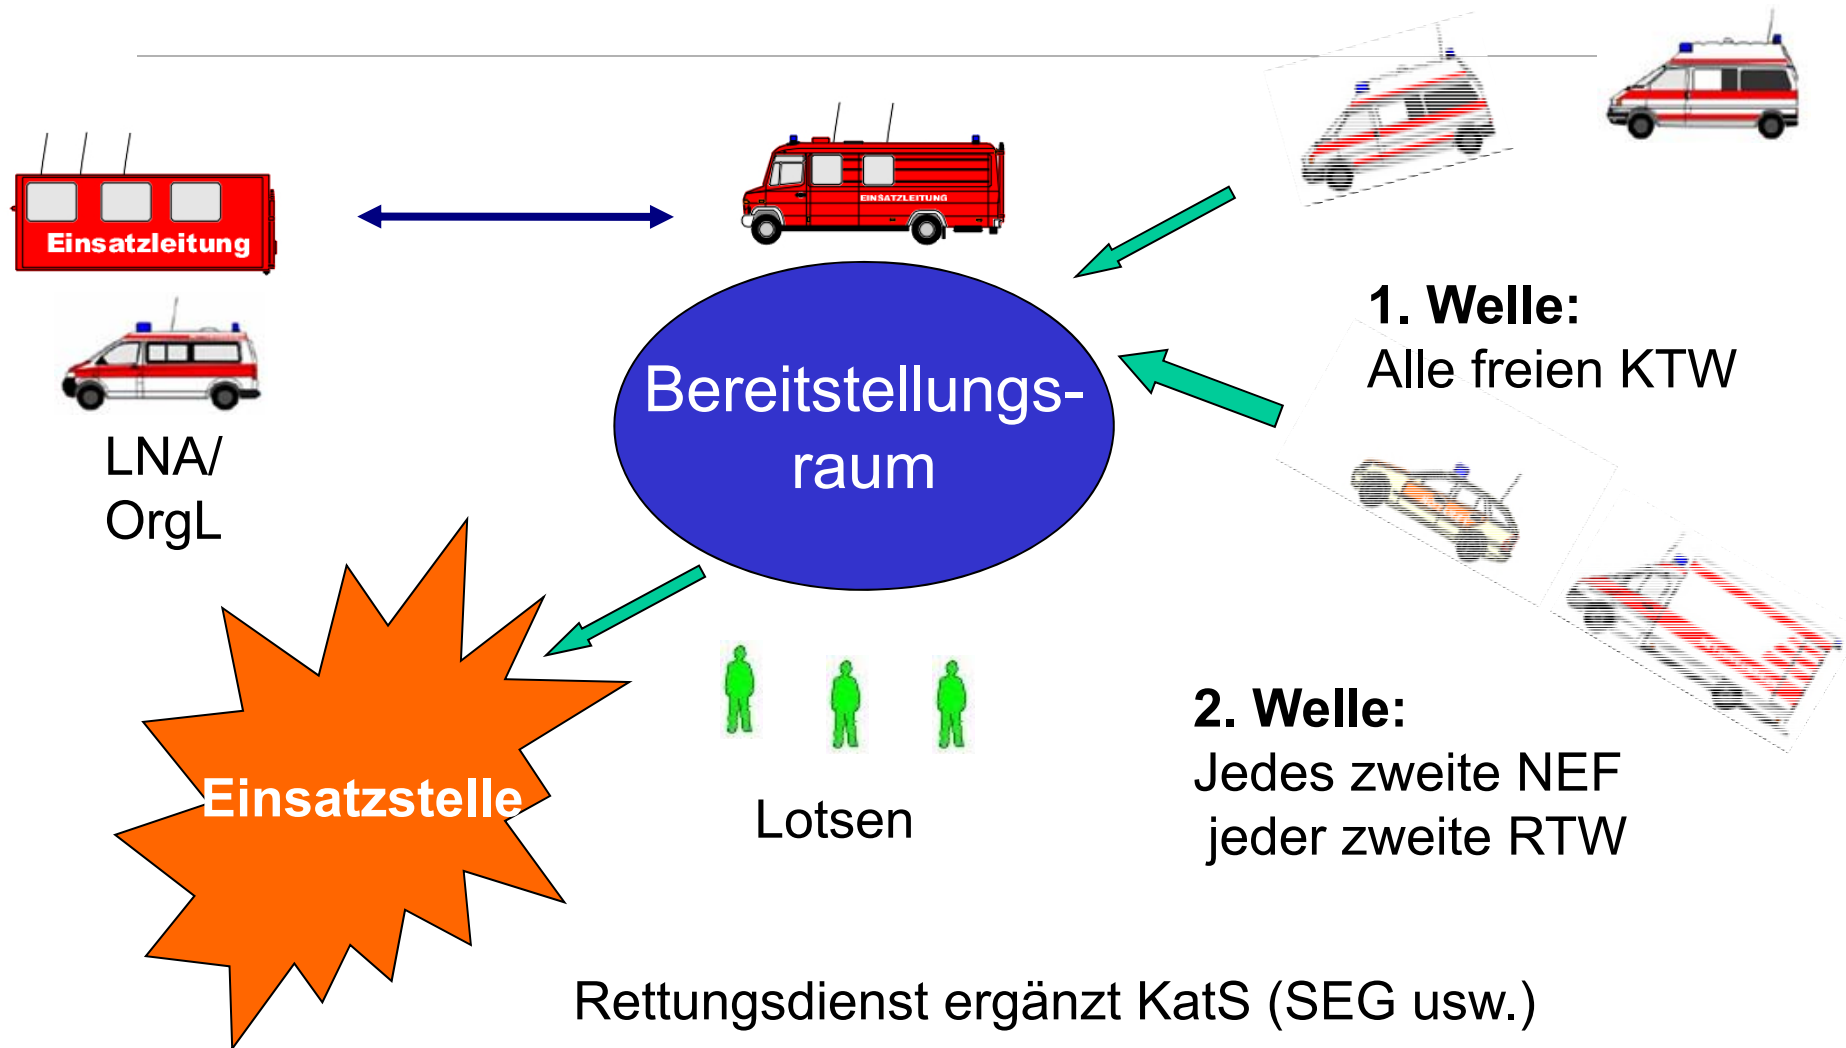 EINSATZLEITUNG
Einsatzleitung
1. Welle:
Alle freien KTW
Bereitstellungs-
raum
LNA/
OrgL
2. Welle:
Jedes zweite NEF
jeder zweite RTW
Einsatzstelle
Lotsen
Rettungsdienst ergänzt KatS (SEG usw.)